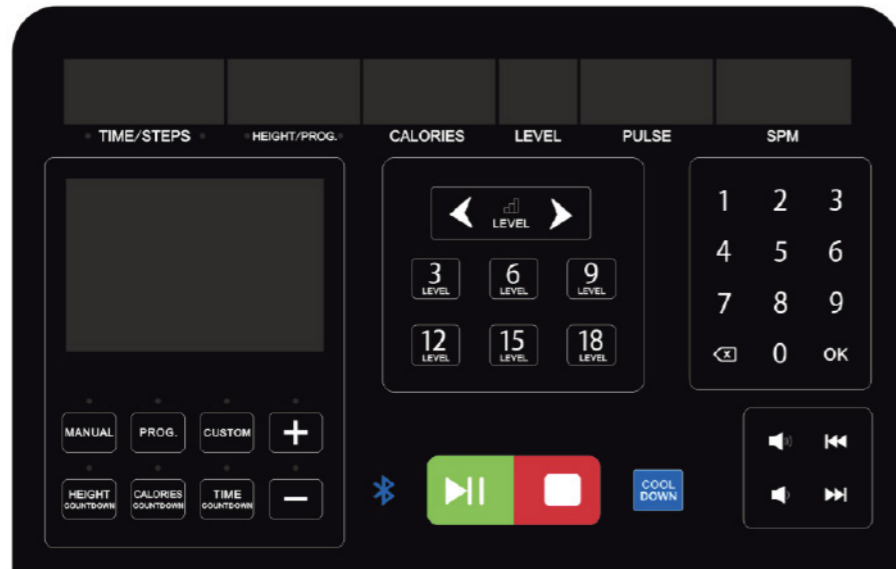 TIME/STEPS HEIGHT/PROG. CALORIES LEVEL PULSE SPM
LEVEL
3 LEVEL
6 LEVEL
9 LEVEL
12 LEVEL
15 LEVEL
18 LEVEL
1 2 3
4 5 6
7 8 9
0 OK
MANUAL PROG. CUSTOM +
HEIGHT COUNTDOWN
CALORIES COUNTDOWN
TIME COUNTDOWN
−
COOL
DOWN